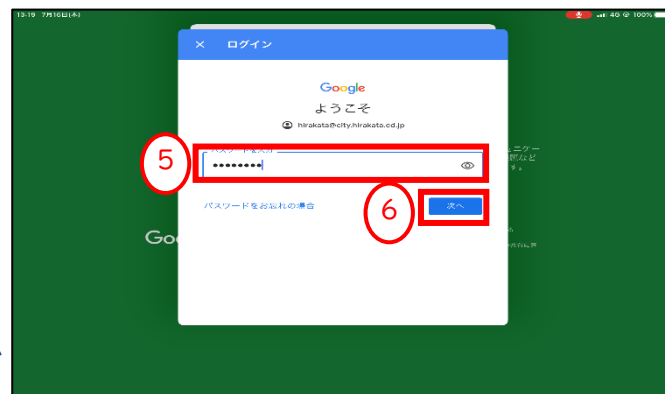 13:19 7月16日(木)
4G 100%
× ログイン
Google
ようこそ
hirakata@city.hirakata.ed.jp
パスワードを入力
5
••••••••
パスワードをお忘れの場合
6
次へ
Goo